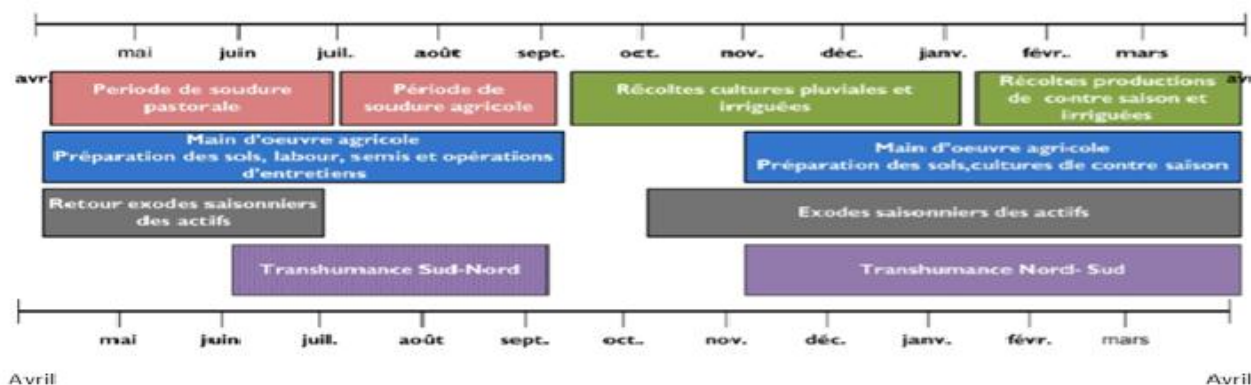 mai juin juil. août sept. oct. nov. déc. janv. févr. mars
avr. avr
Periode de soudure
pastorale
Période de
soudure agricole
Récoltes cultures pluviales et
irriguées
Récoltes productions
de contre saison et
irriguées
Main d'oeuvre agricole
Préparation des sols, labour, semis et opérations
d'entretiens
Main d'oeuvre agricole
Préparation des sols,cultures de contre saison
Retour exodes saisonniers
des actifs
Exodes saisonniers des actifs
Transhumance Sud-Nord
Transhumance Nord- Sud
mai juin juil. août sept. oct. nov. déc. janv. févr. mars
Avril Avril